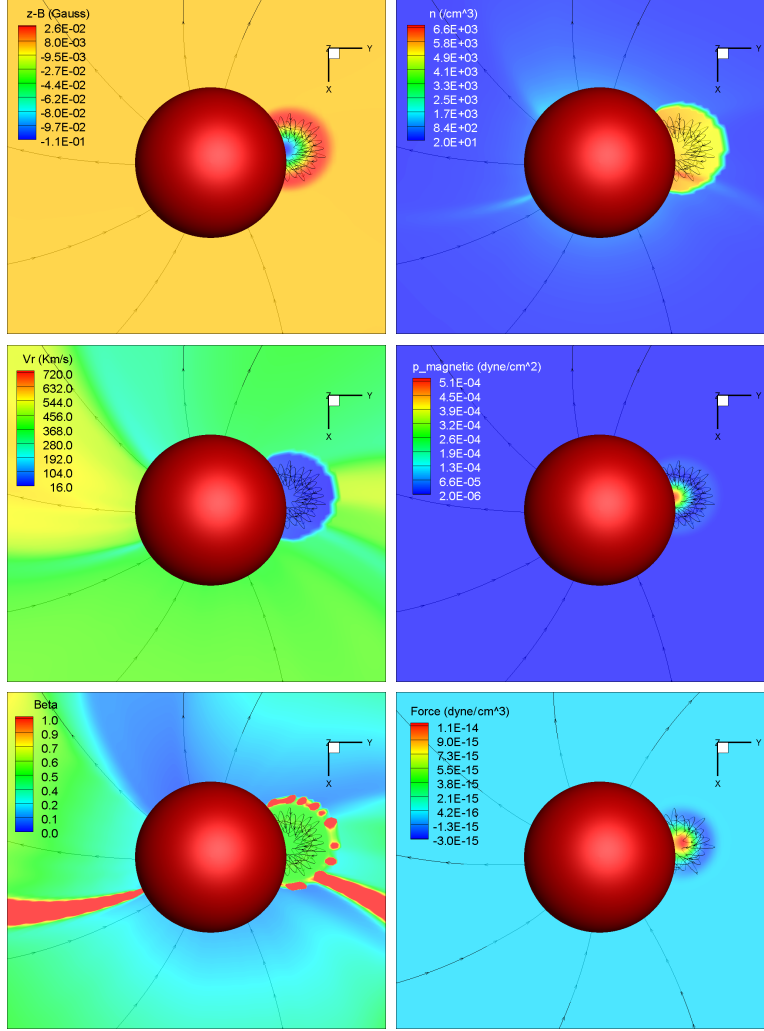 z-B (Gauss)
2.6E-02
8.0E-03
-9.5E-03
-2.7E-02
-4.4E-02
-6.2E-02
-8.0E-02
-9.7E-02
-1.1E-01
Z
Y
X
n (/cm^3)
6.6E+03
5.8E+03
4.9E+03
4.1E+03
3.3E+03
2.5E+03
1.7E+03
8.4E+02
2.0E+01
Z
Y
X
Vr (Km/s)
720.0
632.0
544.0
456.0
368.0
280.0
192.0
104.0
16.0
Z
Y
X
p_magnetic (dyne/cm^2)
5.1E-04
4.5E-04
3.9E-04
3.2E-04
2.6E-04
1.9E-04
1.3E-04
6.6E-05
2.0E-06
Z
Y
X
Beta
1.0
0.9
0.7
0.6
0.5
0.4
0.2
0.1
0.0
Z
Y
X
Force (dyne/cm^3)
1.1E-14
9.0E-15
7.3E-15
5.5E-15
3.8E-15
2.1E-15
4.2E-16
-1.3E-15
-3.0E-15
Z
Y
X